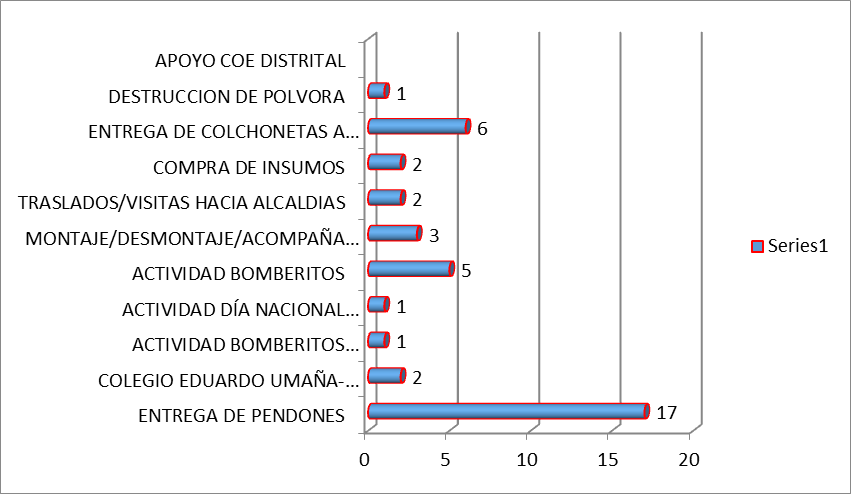 APOYO COE DISTRITAL
DESTRUCCION DE POLVORA 1
ENTREGA DE COLCHONETAS A... 6
COMPRA DE INSUMOS 2
TRASLADOS/VISITAS HACIA ALCALDIAS 2
MONTAJE/DESMONTAJE/ACOMPAÑA... 3
ACTIVIDAD BOMBERITOS 5
ACTIVIDAD DÍA NACIONAL... 1
ACTIVIDAD BOMBERITOS... 1
COLEGIO EDUARDO UMAÑA-... 2
ENTREGA DE PENDONES 17
0 5 10 15 20
Series1